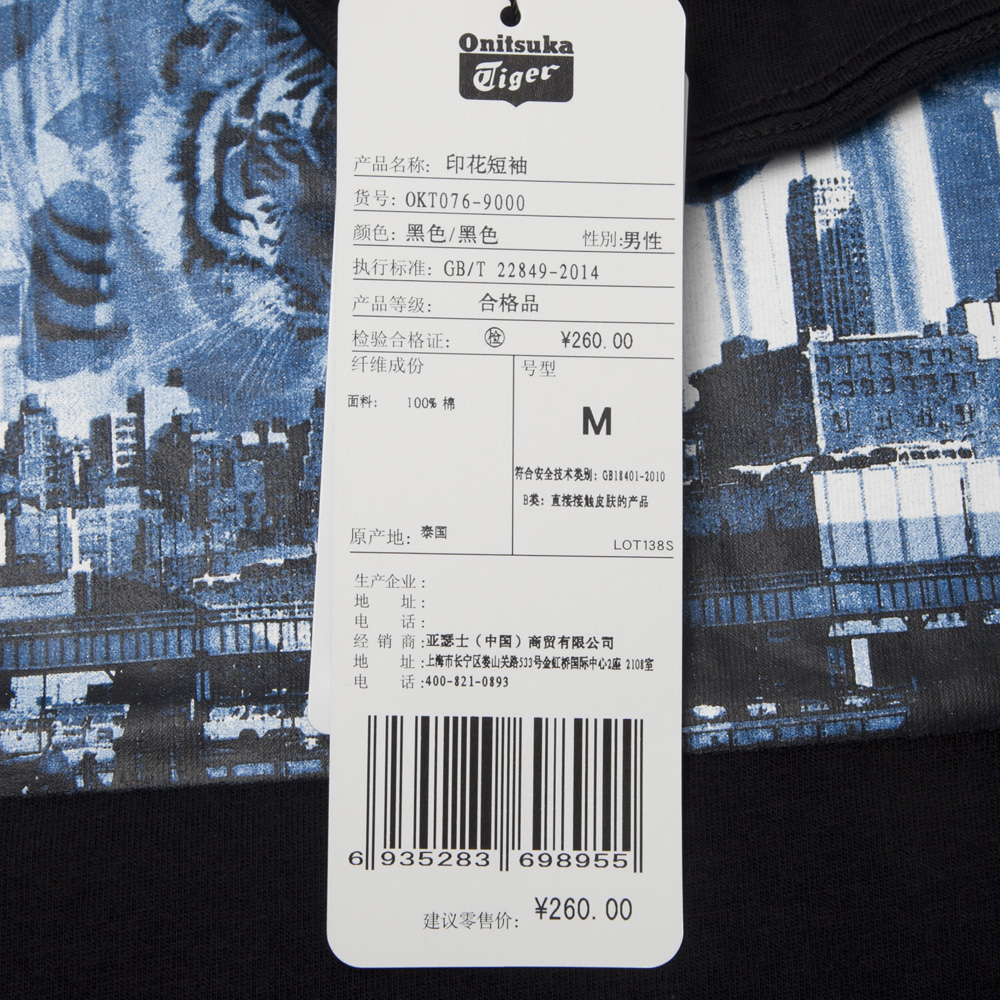 Onitsuka
Tiger
产品名称: 印花短袖
货号: OKT076-9000
颜色: 黑色/黑色 性别:男性
执行标准: GB/T 22849-2014
产品等级: 合格品
检验合格证: 检 ¥260.00
纤维成份
面料: 100% 棉
号型
M
符合安全技术类别: GB18401-2010
B类: 直接接触皮肤的产品
原产地: 泰国
LOT138S
生产企业:
地 址:
电 话:
经 销 商:亚瑟士（中国）商贸有限公司
地 址:上海市长宁区娄山关路533号金虹桥国际中心2座 2108室
电 话:400-821-0893
6 935283 698955
建议零售价: ¥260.00